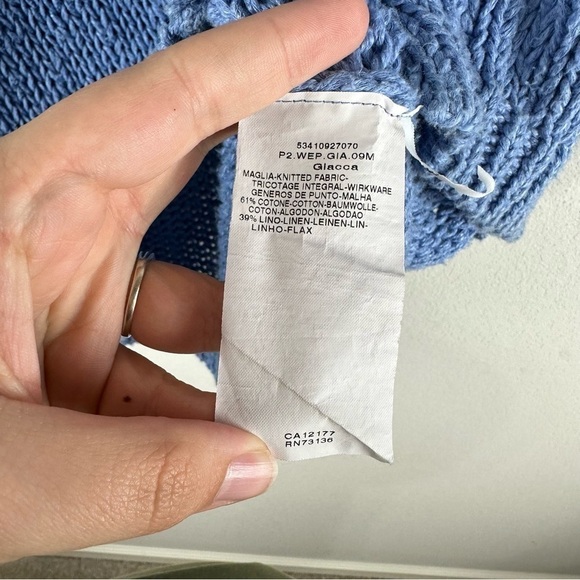 53410927070
P2.WEP.GIA.09M
Giacca
MAGLIA-KNITTED FABRIC-
TRICOTAGE INTEGRAL-WIRKWARE
GENEROS DE PUNTO-MALHA
61% COTONE-COTTON-BAUMWOLLE-
COTON-ALGODON-ALGODAO
39% LINO-LINEN-LEINEN-LIN-
LINHO-FLAX
CA12177
RN73136